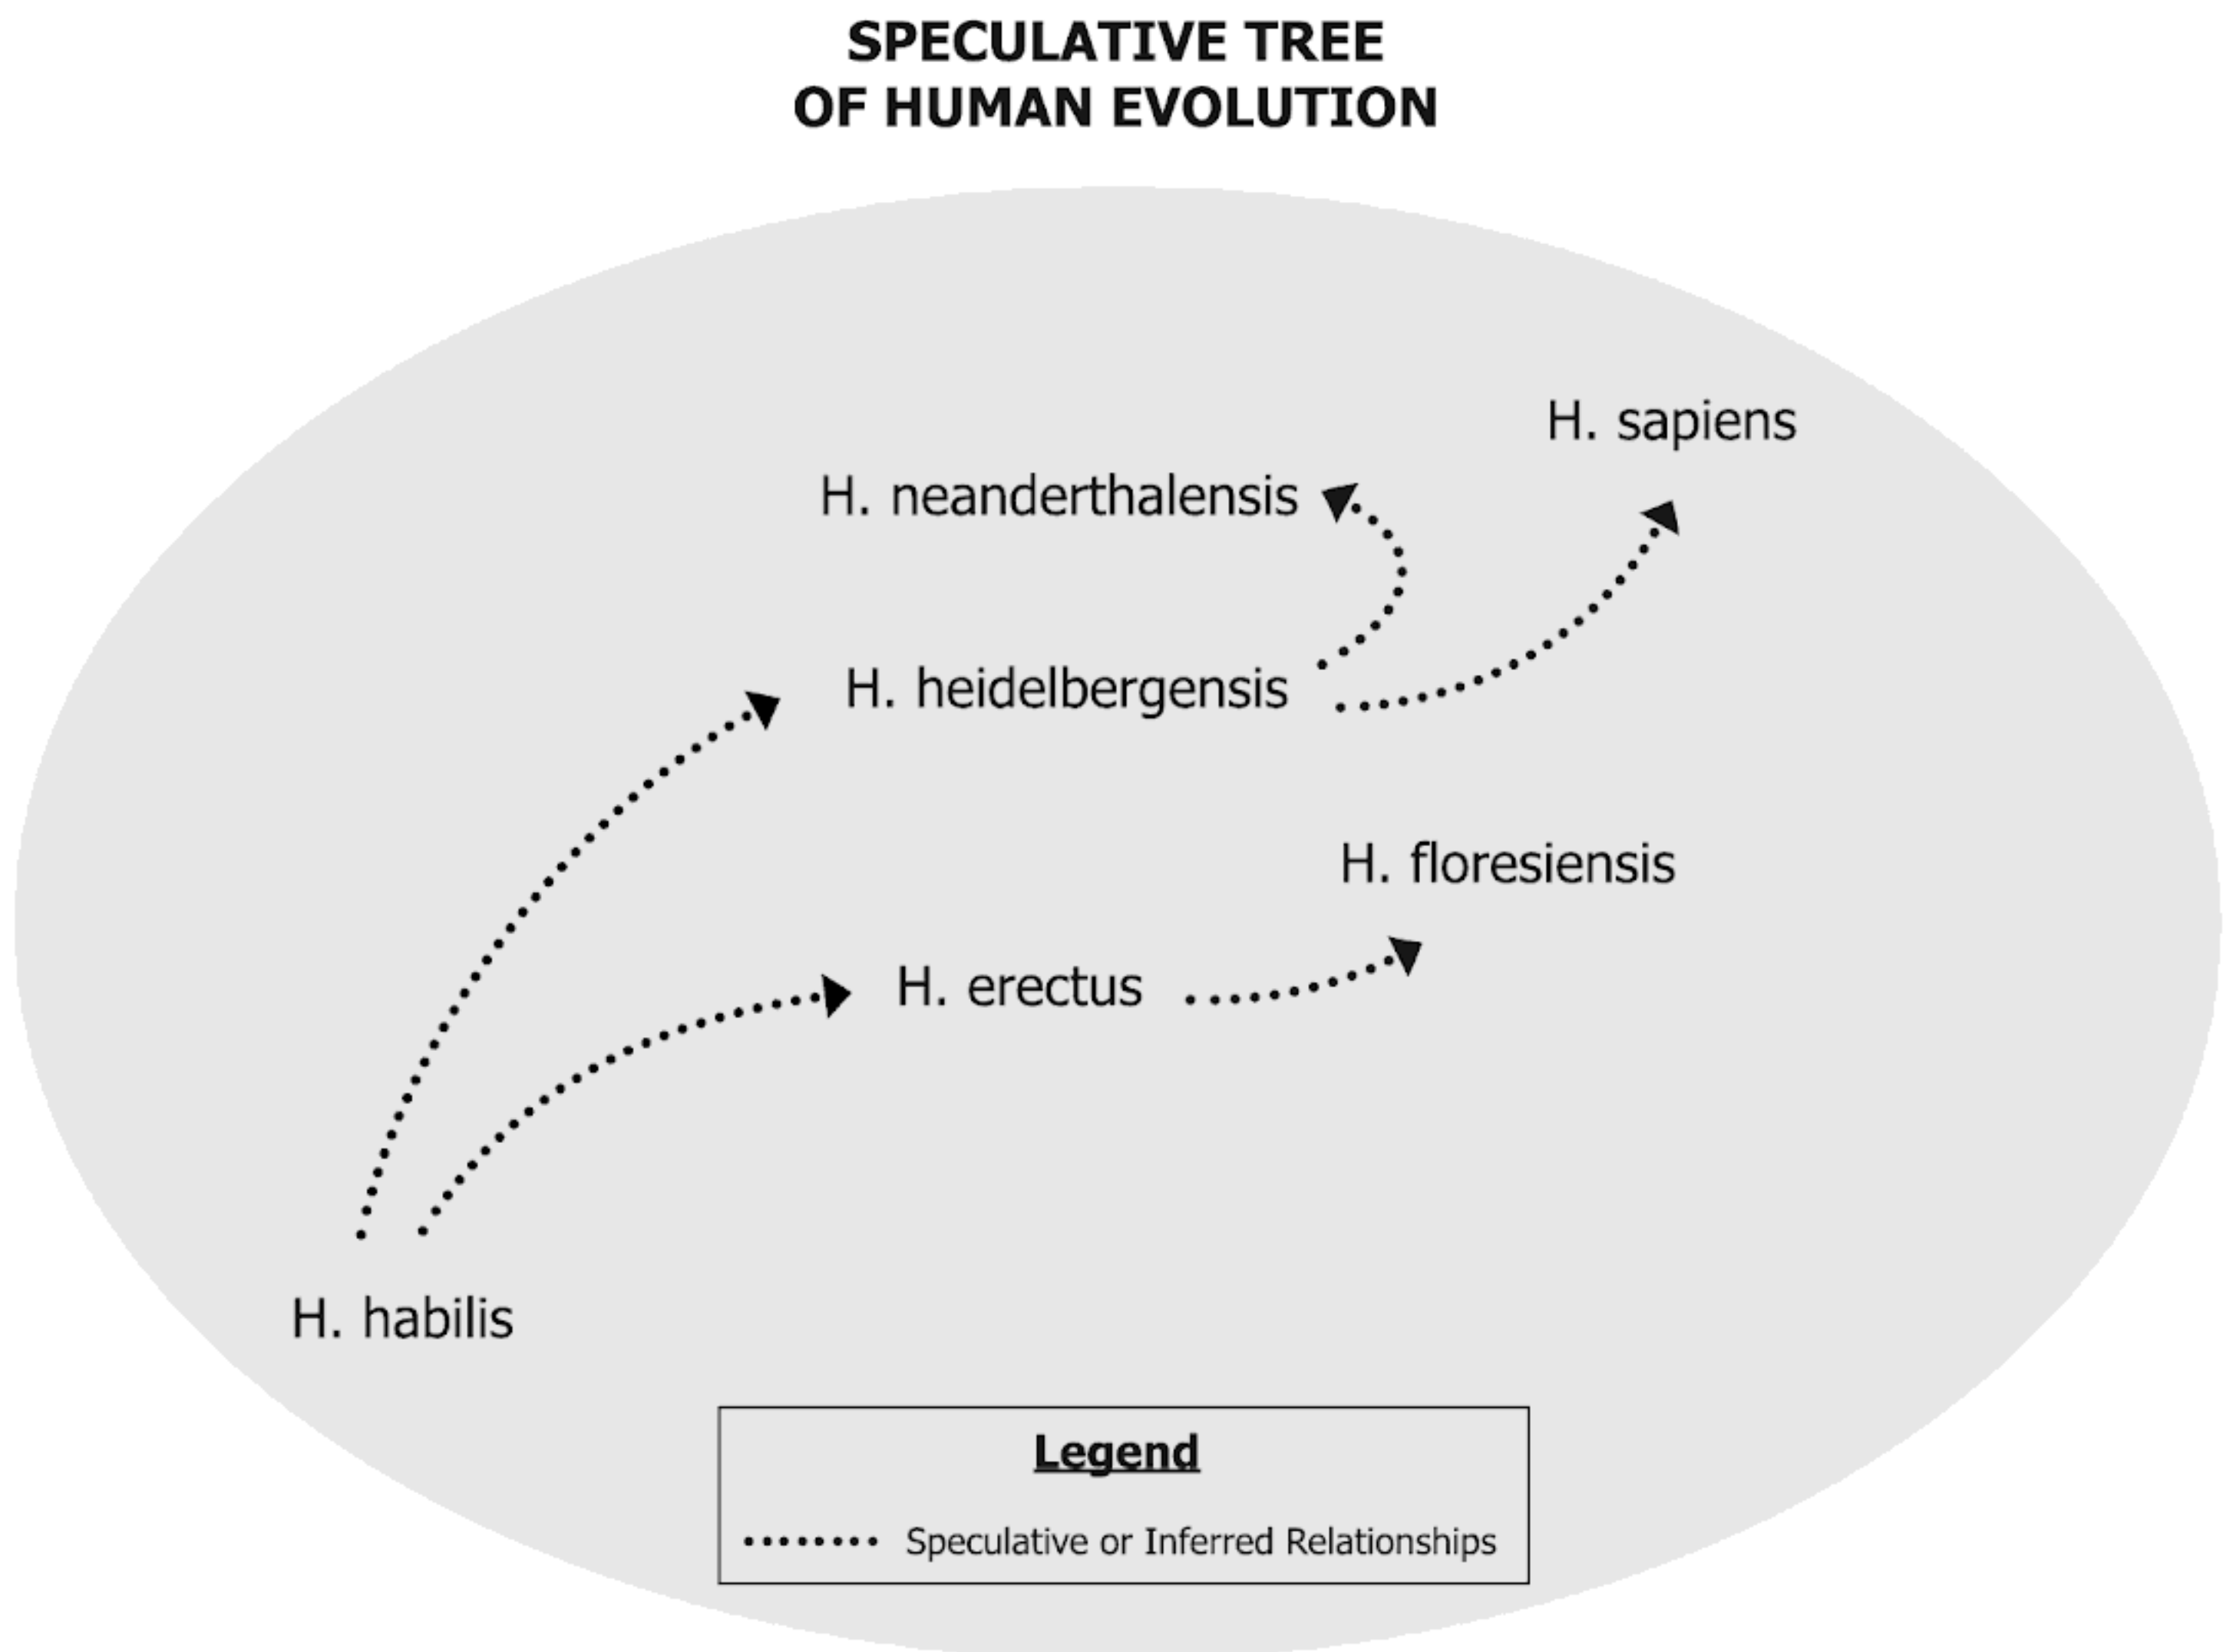 SPECULATIVE TREE
OF HUMAN EVOLUTION
H. sapiens
H. neanderthalensis
H. heidelbergensis
H. floresiensis
H. erectus
H. habilis
Legend
Speculative or Inferred Relationships